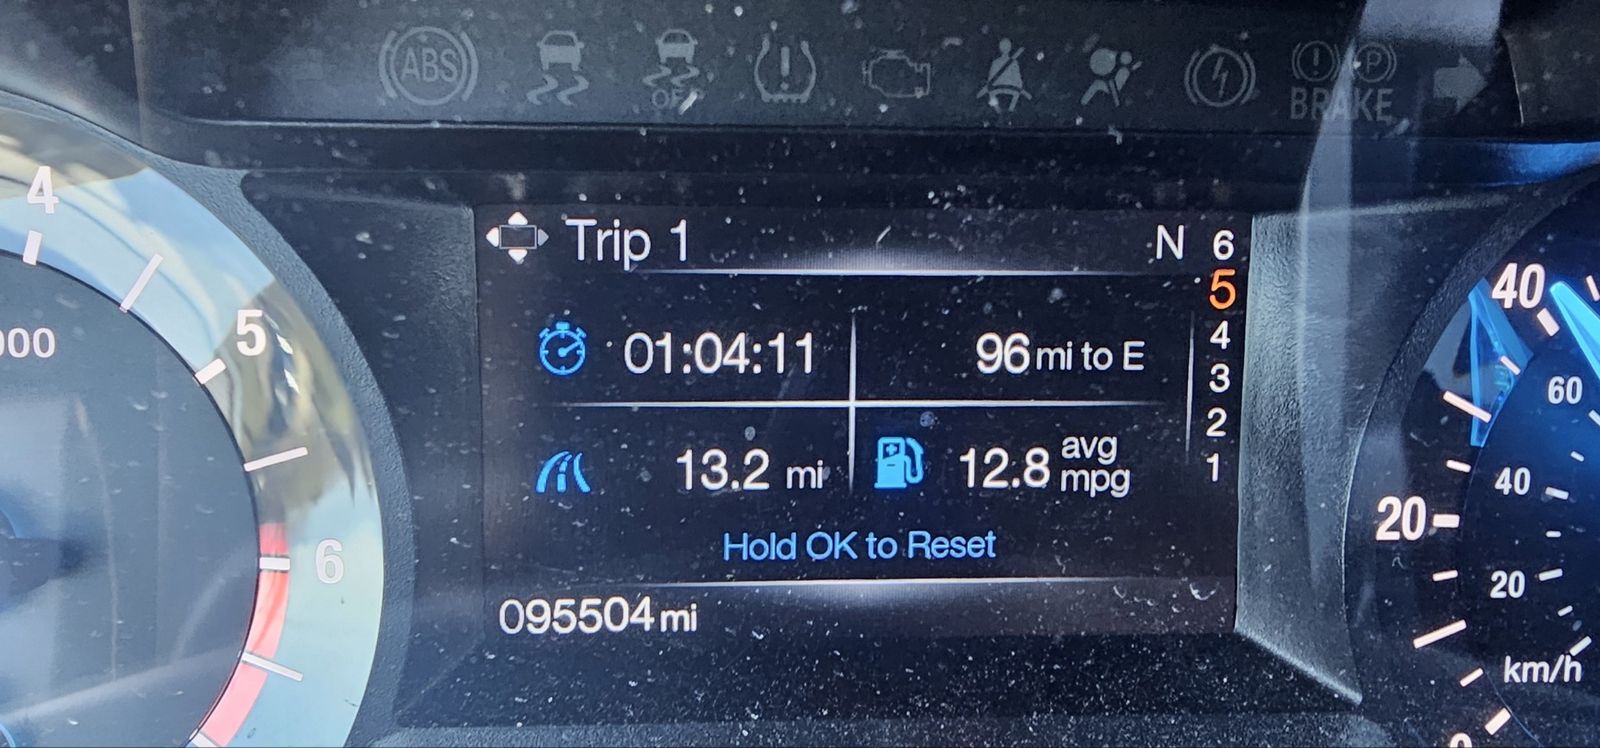 ABS
OFF
BRAKE
P
4
5
6
000
Trip 1
N 6
5
4
3
2
1
01:04:11
96 mi to E
13.2 mi
12.8 avg mpg
Hold OK to Reset
095504 mi
40
20
0
60
40
20
km/h